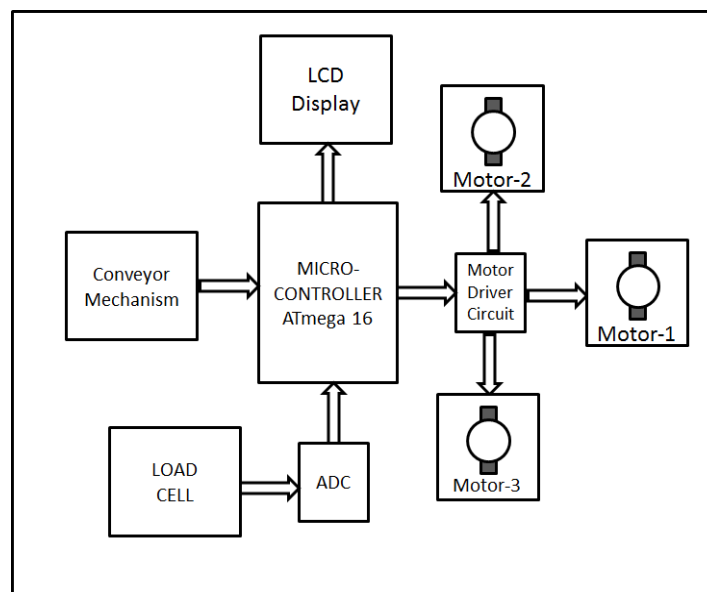 LCD
Display
Motor-2
Conveyor
Mechanism
MICRO-
CONTROLLER
ATmega 16
Motor
Driver
Circuit
Motor-1
LOAD
CELL
ADC
Motor-3